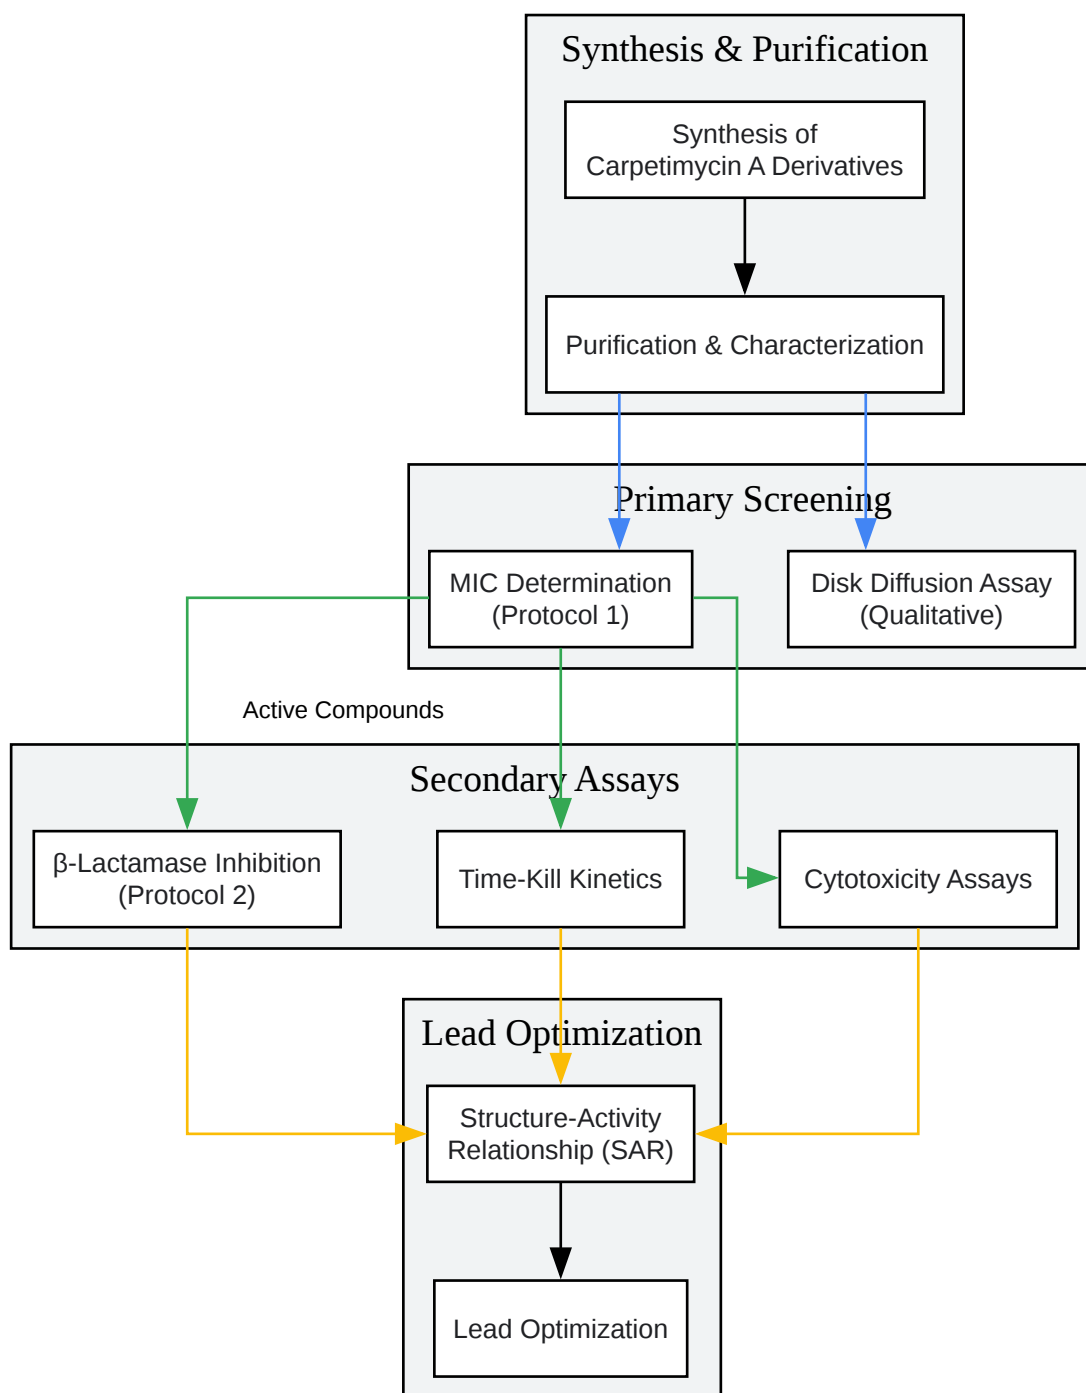 Synthesis & Purification
Synthesis of
Carpetimycin A Derivatives
Purification & Characterization
Primary Screening
MIC Determination
(Protocol 1)
Disk Diffusion Assay
(Qualitative)
Active Compounds
Secondary Assays
β-Lactamase Inhibition
(Protocol 2)
Time-Kill Kinetics
Cytotoxicity Assays
Lead Optimization
Structure-Activity
Relationship (SAR)
Lead Optimization